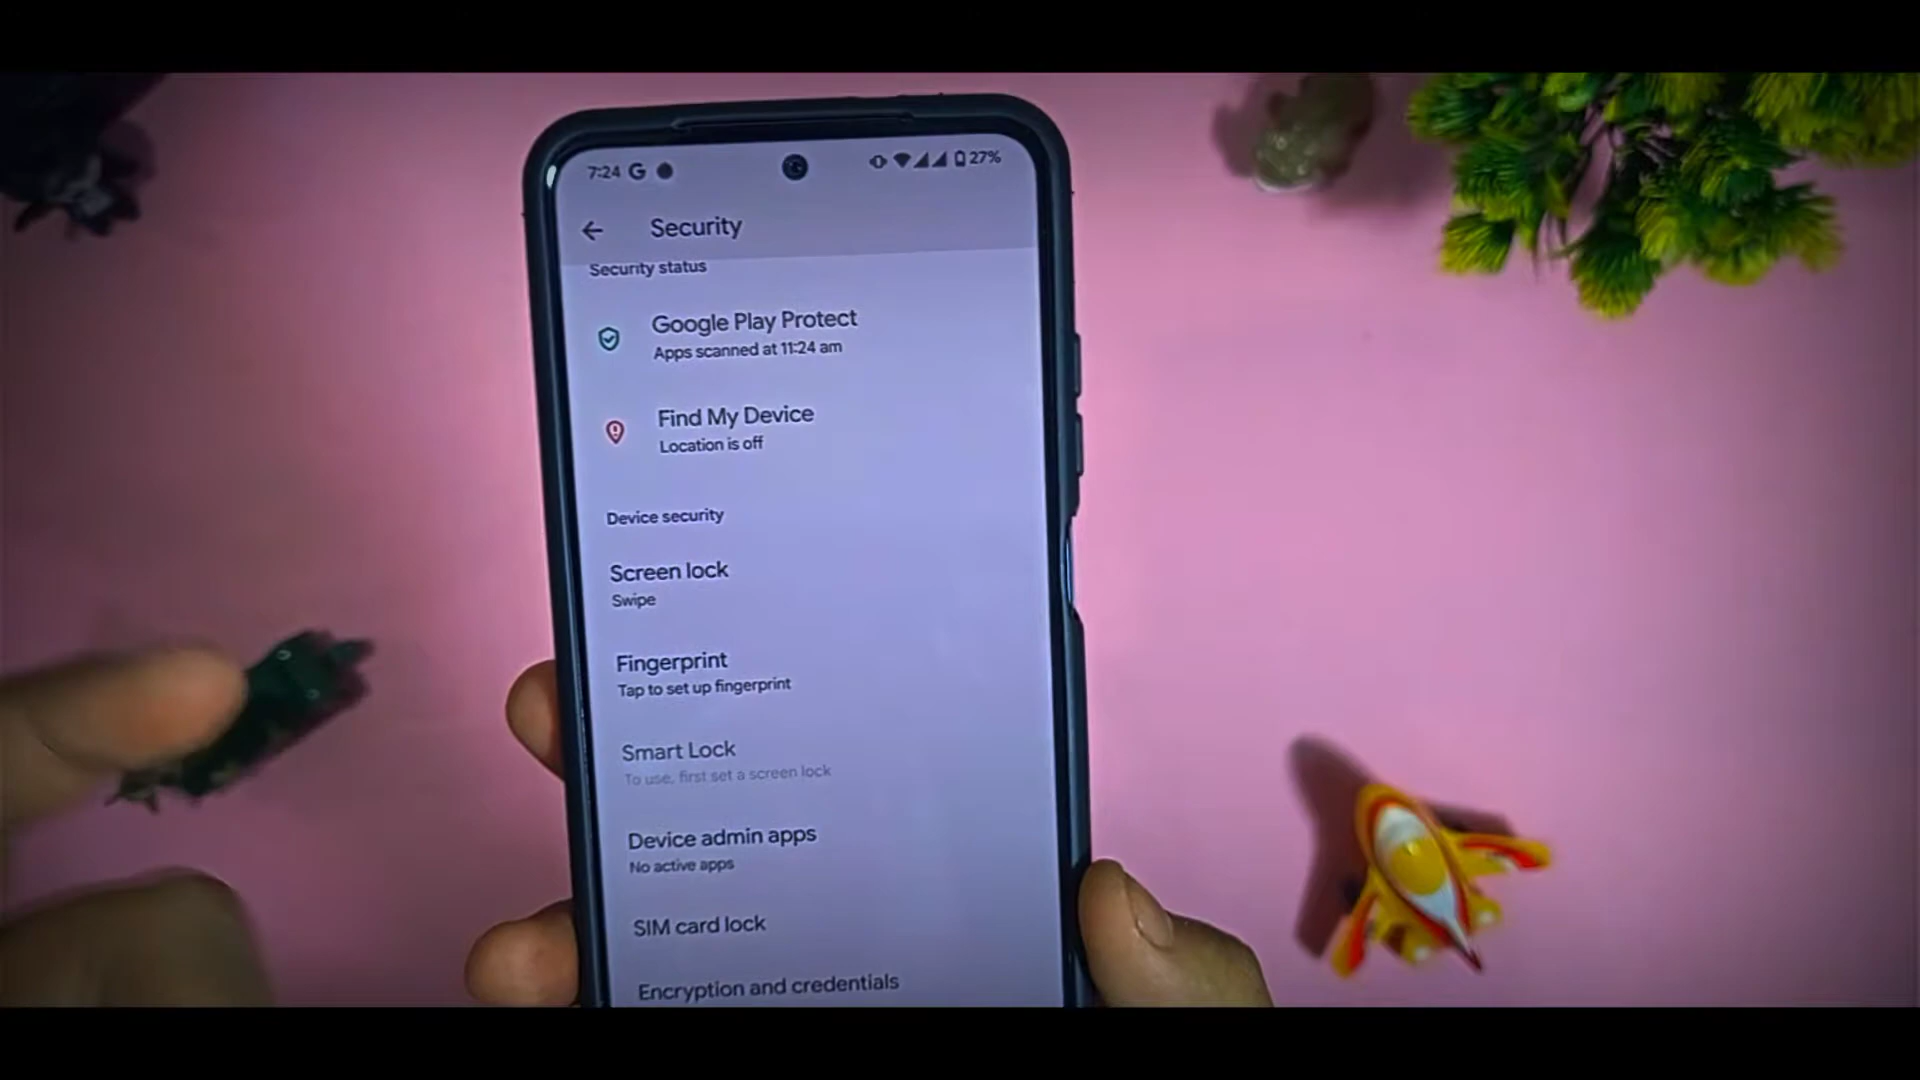 7:24 G 27%
Security
Security status
Google Play Protect
Apps scanned at 11:24 am
Find My Device
Location is off
Device security
Screen lock
Swipe
Fingerprint
Tap to set up fingerprint
Smart Lock
To use, first set a screen lock
Device admin apps
No active apps
SIM card lock
Encryption and credentials